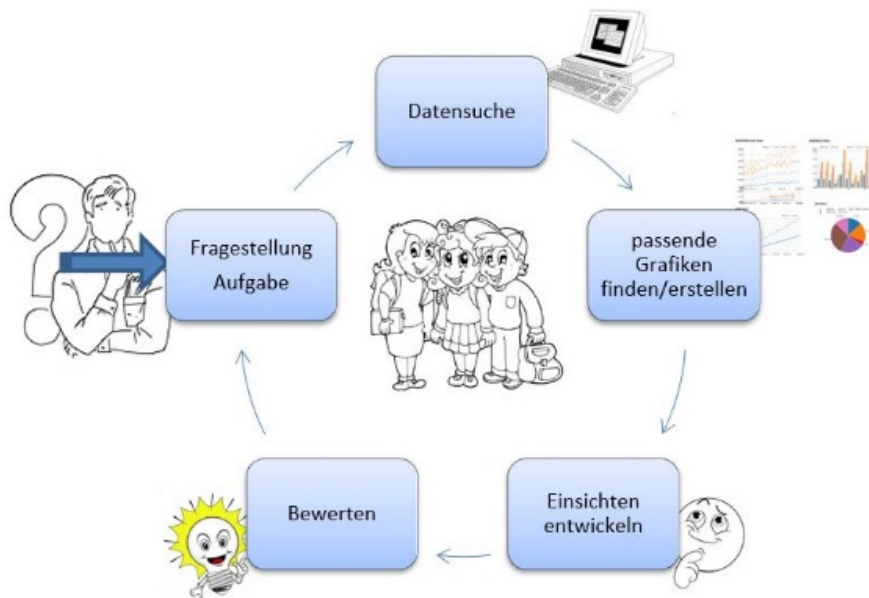 Datensuche
Fragestellung
Aufgabe
passende
Grafiken
finden/erstellen
Einsichten
entwickeln
Bewerten